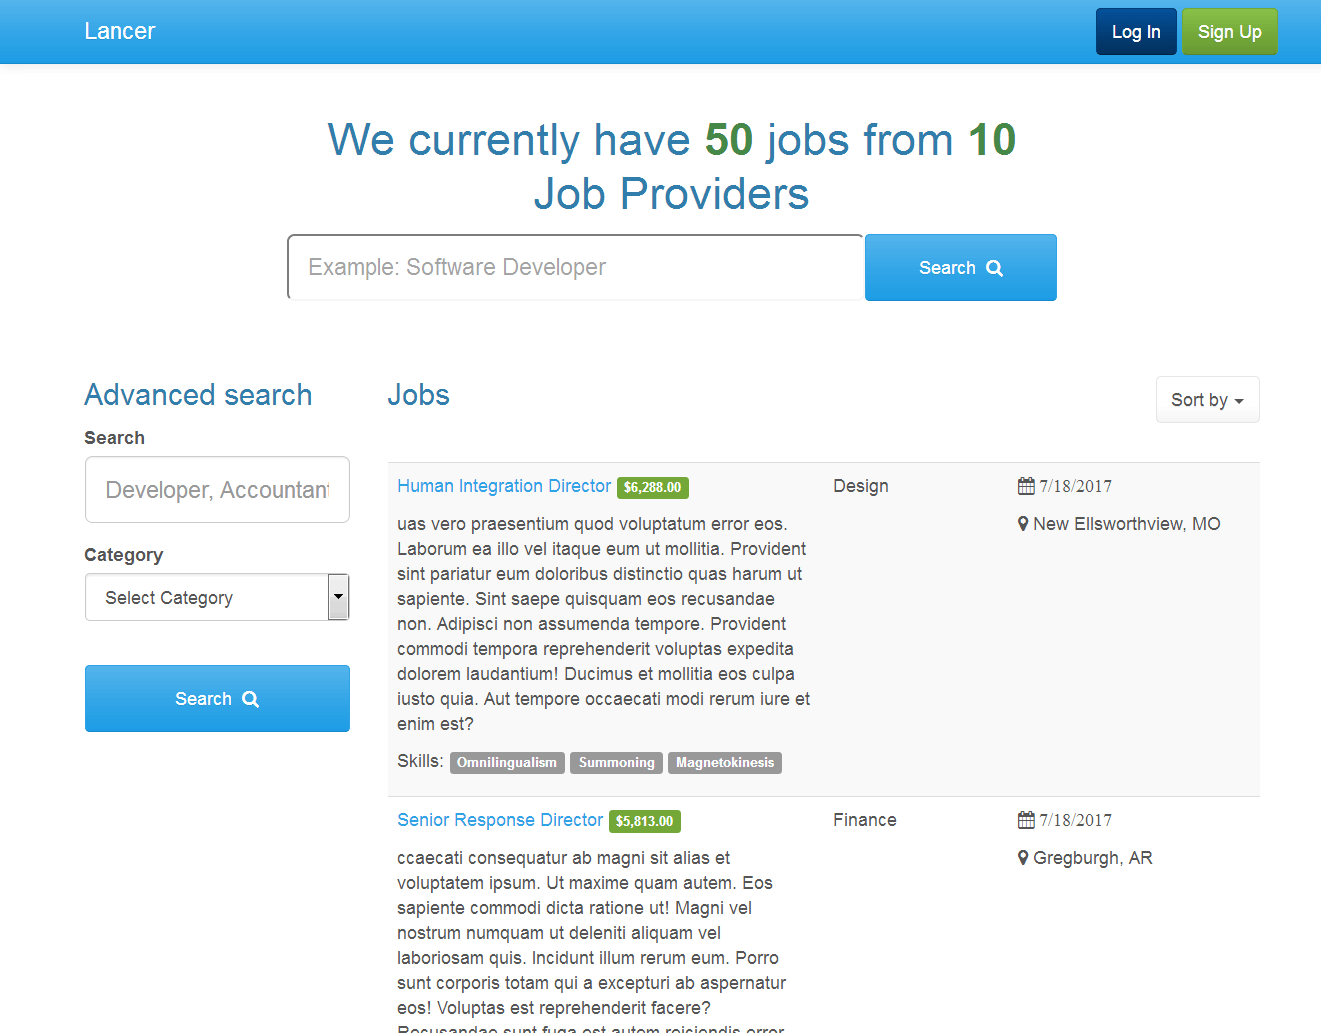 Lancer
Log In
Sign Up
We currently have 50 jobs from 10
Job Providers
Example: Software Developer
Search
Advanced search
Search
Developer, Accountant
Category
Select Category
Search
Jobs
Sort by
Human Integration Director $6,288.00
Design
7/18/2017
New Ellsworthview, MO
uas vero praesentium quod voluptatum error eos.
Laborum ea illo vel itaque eum ut mollitia. Provident
sint pariatur eum doloribus distinctio quas harum ut
sapiente. Sint saepe quisquam eos recusandae
non. Adipisci non assumenda tempore. Provident
commodi tempora reprehenderit voluptas expedita
dolorem laudantium! Ducimus et mollitia eos culpa
iusto quia. Aut tempore occaecati modi rerum iure et
enim est?
Skills: Omnilingualism Summoning Magnetokinesis
Senior Response Director $5,813.00
Finance
7/18/2017
Gregburgh, AR
ccaecati consequatur ab magni sit alias et
voluptatem ipsum. Ut maxime quam autem. Eos
sapiente commodi dicta ratione ut! Magni vel
nostrum numquam ut deleniti aliquam vel
laboriosam quis. Incidunt illum rerum eum. Porro
sunt corporis totam qui a excepturi ab aspernatur
eos! Voluptas est reprehenderit facere?
Recusandae sunt fuga est autem reiciendis error